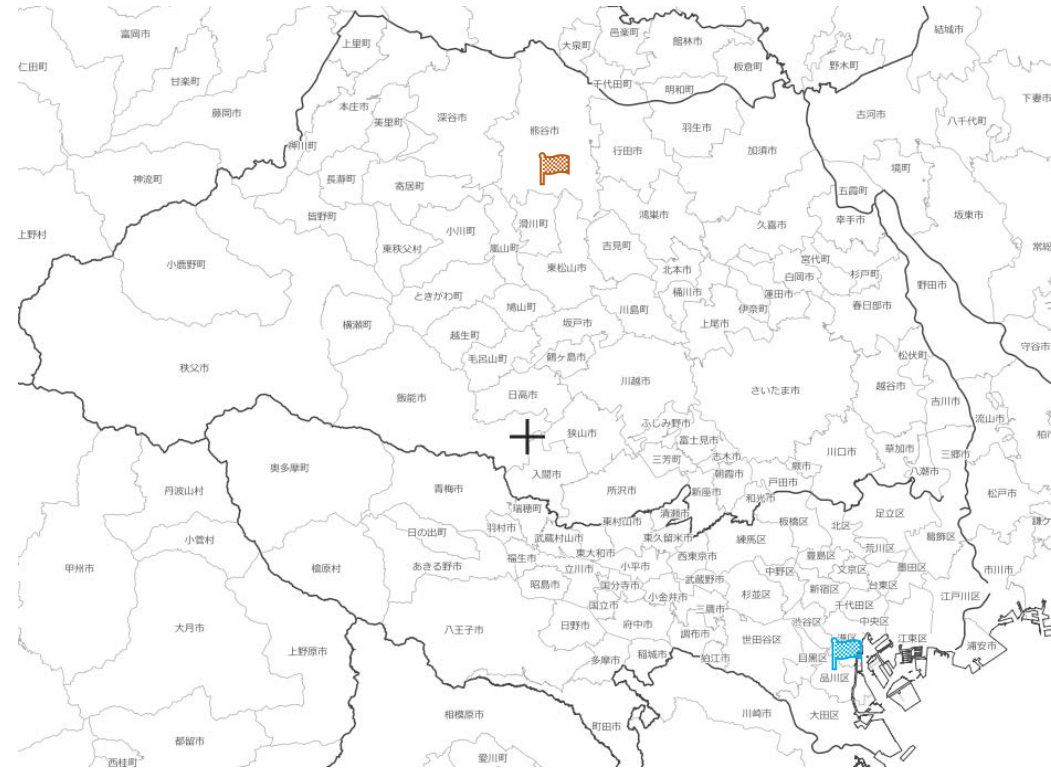 富岡市
上里町
大泉町
邑楽町
館林市
結城市
仁田町
甘楽町
千代田町
明和町
板倉町
野木町
藤岡市
本庄市
美里町
深谷市
熊谷市
羽生市
加須市
古河市
八千代町
下妻市
神川町
行田市
境町
神流町
長瀞町
寄居町
五霞町
坂東市
上野村
皆野町
小川町
滑川町
鴻巣市
久喜市
幸手市
常総
東秩父村
嵐山町
吉見町
小鹿野町
東松山市
北本市
宮代町
白岡市
杉戸町
野田市
ときがわ町
鳩山町
川島町
桶川市
蓮田市
伊奈町
春日部市
横瀬町
越生町
坂戸市
上尾市
守谷市
毛呂山町
鶴ヶ島市
松伏町
秩父市
飯能市
日高市
川越市
さいたま市
越谷市
吉川市
流山市
柏
狭山市
ふじみ野市
富士見市
川口市
草加市
三郷市
奥多摩町
入間市
三芳町
志木市
朝霞市
蕨市
戸田市
八潮市
丹波山村
青梅市
所沢市
新座市
和光市
松戸市
瑞穂町
清瀬市
足立区
小菅村
日の出町
羽村市
武蔵村山市
東村山市
東久留米市
練馬区
板橋区
北区
葛飾区
鎌ケ
甲州市
檜原村
あきる野市
福生市
立川市
東大和市
小平市
西東京市
豊島区
荒川区
市川市
昭島市
国分寺市
武蔵野市
中野区
文京区
墨田区
大月市
八王子市
国立市
小金井市
杉並区
新宿区
台東区
江戸川区
上野原市
日野市
府中市
三鷹市
渋谷区
千代田区
中央区
調布市
世田谷区
港区
江東区
浦安市
多摩市
稲城市
狛江市
目黒区
品川区
都留市
相模原市
町田市
川崎市
大田区
西桂町
愛川町